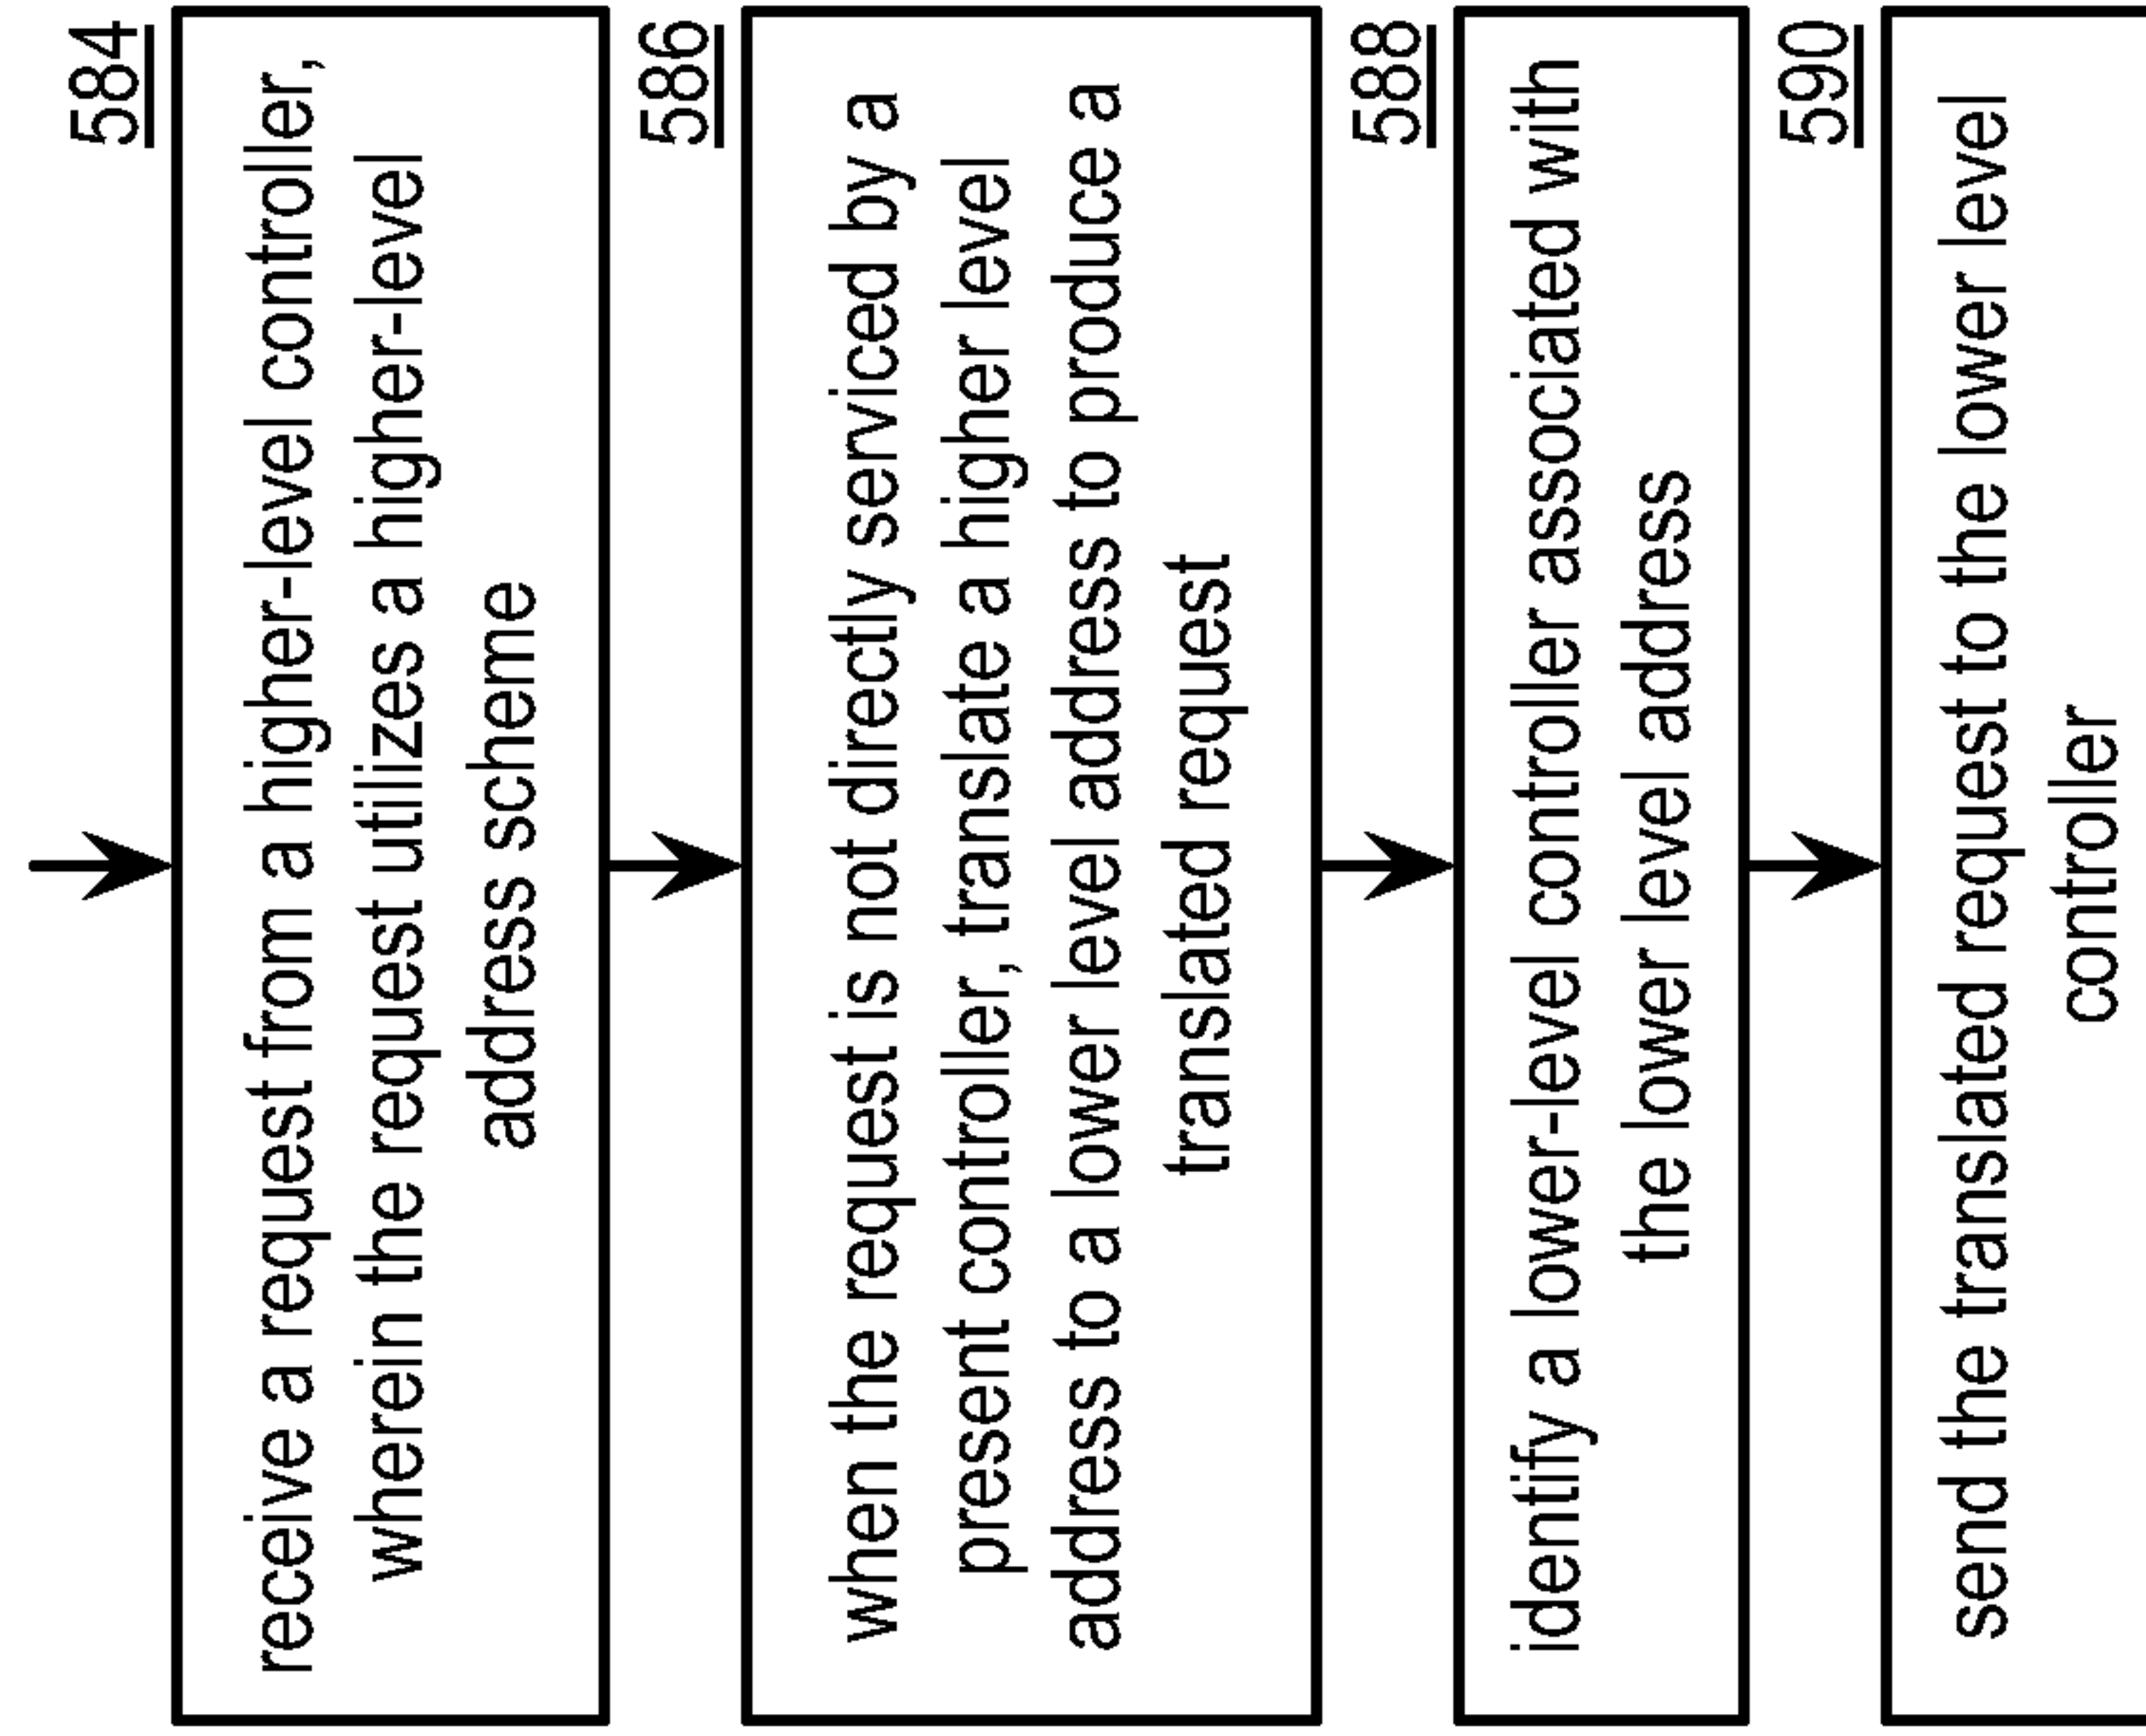 584
receive a request from a higher-level controller,
wherein the request utilizes a higher-level
address scheme
586
when the request is not directly serviced by a
present controller, translate a higher level
address to a lower level address to produce a
translated request
588
identify a lower-level controller associated with
the lower level address
590
send the translated request to the lower level
controller